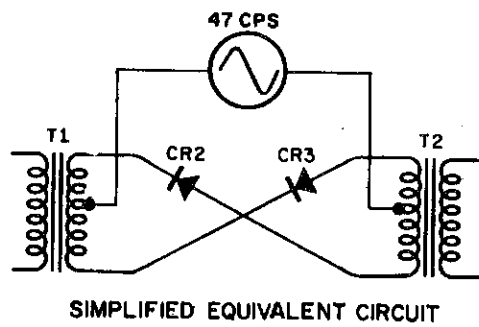 47 CPS
T1
CR2
CR3
T2
SIMPLIFIED EQUIVALENT CIRCUIT